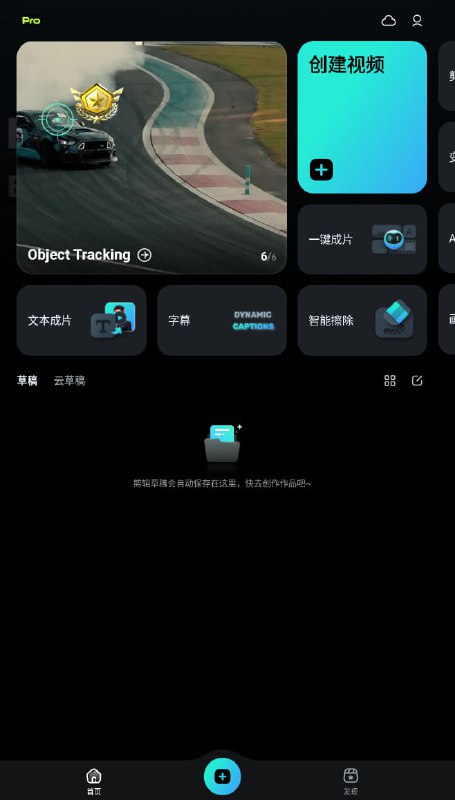 Pro
创建视频
Object Tracking
6/6
一键成片
A
文本成片
T
字幕
DYNAMIC
CAPTIONS
智能擦除
草稿
云草稿
剪辑草稿会自动保存在这里，快去创作作品吧~
首页
发现